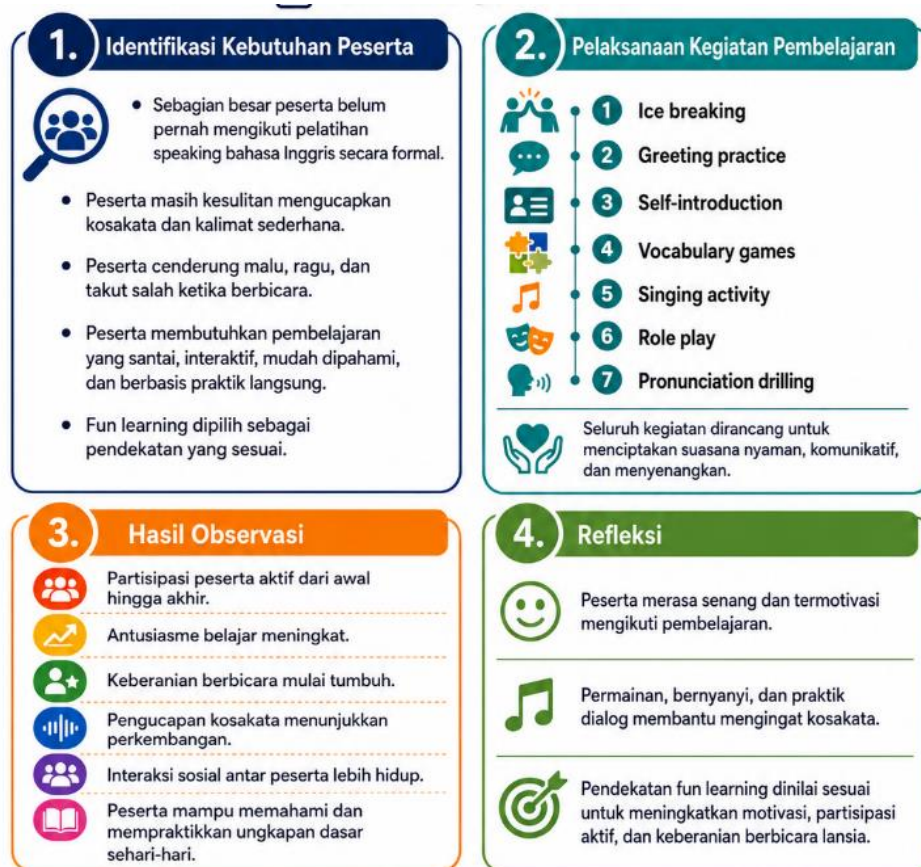 1. Identifikasi Kebutuhan Peserta
Sebagian besar peserta belum
pernah mengikuti pelatihan
speaking bahasa Inggris secara formal.
Peserta masih kesulitan mengucapkan
kosakata dan kalimat sederhana.
Peserta cenderung malu, ragu, dan
takut salah ketika berbicara.
Peserta membutuhkan pembelajaran
yang santai, interaktif, mudah dipahami,
dan berbasis praktik langsung.
Fun learning dipilih sebagai
pendekatan yang sesuai.
2. Pelaksanaan Kegiatan Pembelajaran
1 Ice breaking
2 Greeting practice
3 Self-introduction
4 Vocabulary games
5 Singing activity
6 Role play
7 Pronunciation drilling
Seluruh kegiatan dirancang untuk
menciptakan suasana nyaman, komunikatif,
dan menyenangkan.
3. Hasil Observasi
Partisipasi peserta aktif dari awal
hingga akhir.
Antusiasme belajar meningkat.
Keberanian berbicara mulai tumbuh.
Pengucapan kosakata menunjukkan
perkembangan.
Interaksi sosial antar peserta lebih hidup.
Peserta mampu memahami dan
mempraktikkan ungkapan dasar
sehari-hari.
4. Refleksi
Peserta merasa senang dan termotivasi
mengikuti pembelajaran.
Permainan, bernyanyi, dan praktik
dialog membantu mengingat kosakata.
Pendekatan fun learning dinilai sesuai
untuk meningkatkan motivasi, partisipasi
aktif, dan keberanian berbicara lansia.